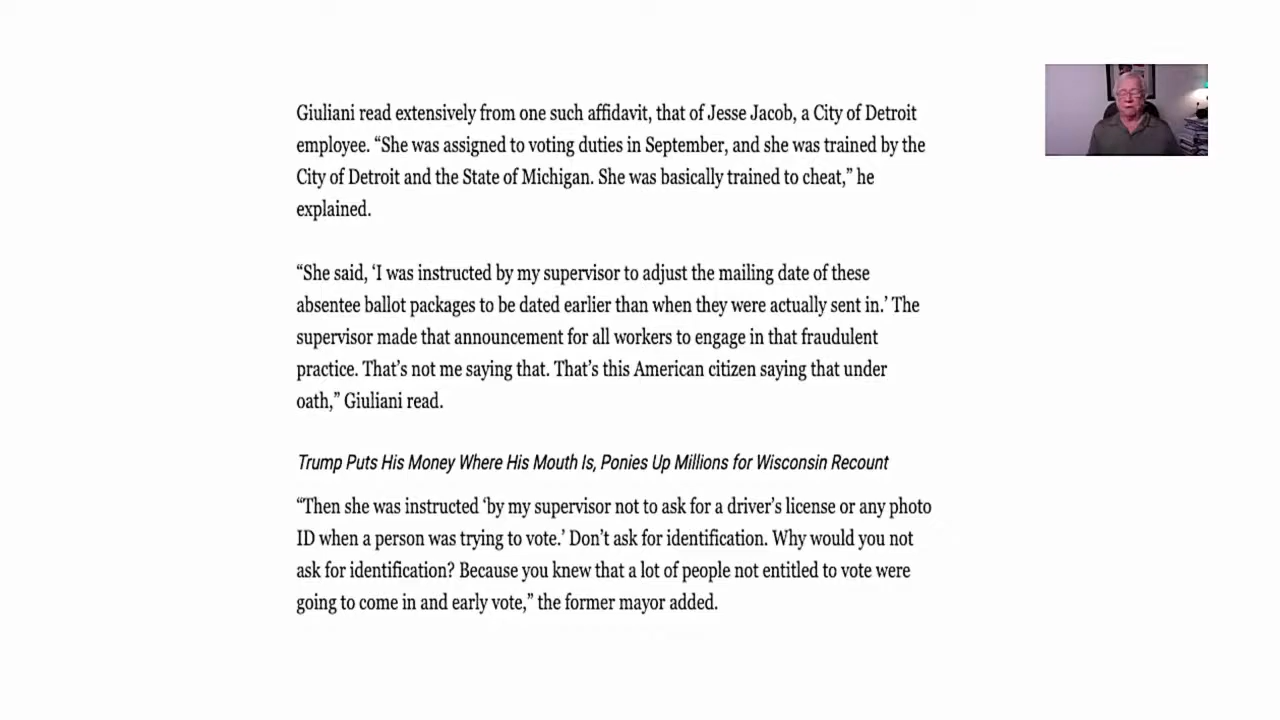 Giuliani read extensively from one such affidavit, that of Jesse Jacob, a City of Detroit
employee. “She was assigned to voting duties in September, and she was trained by the
City of Detroit and the State of Michigan. She was basically trained to cheat,” he
explained.
“She said, ‘I was instructed by my supervisor to adjust the mailing date of these
absentee ballot packages to be dated earlier than when they were actually sent in.’ The
supervisor made that announcement for all workers to engage in that fraudulent
practice. That’s not me saying that. That’s this American citizen saying that under
oath,” Giuliani read.
Trump Puts His Money Where His Mouth Is, Ponies Up Millions for Wisconsin Recount
“Then she was instructed ‘by my supervisor not to ask for a driver’s license or any photo
ID when a person was trying to vote.’ Don’t ask for identification. Why would you not
ask for identification? Because you knew that a lot of people not entitled to vote were
going to come in and early vote,” the former mayor added.